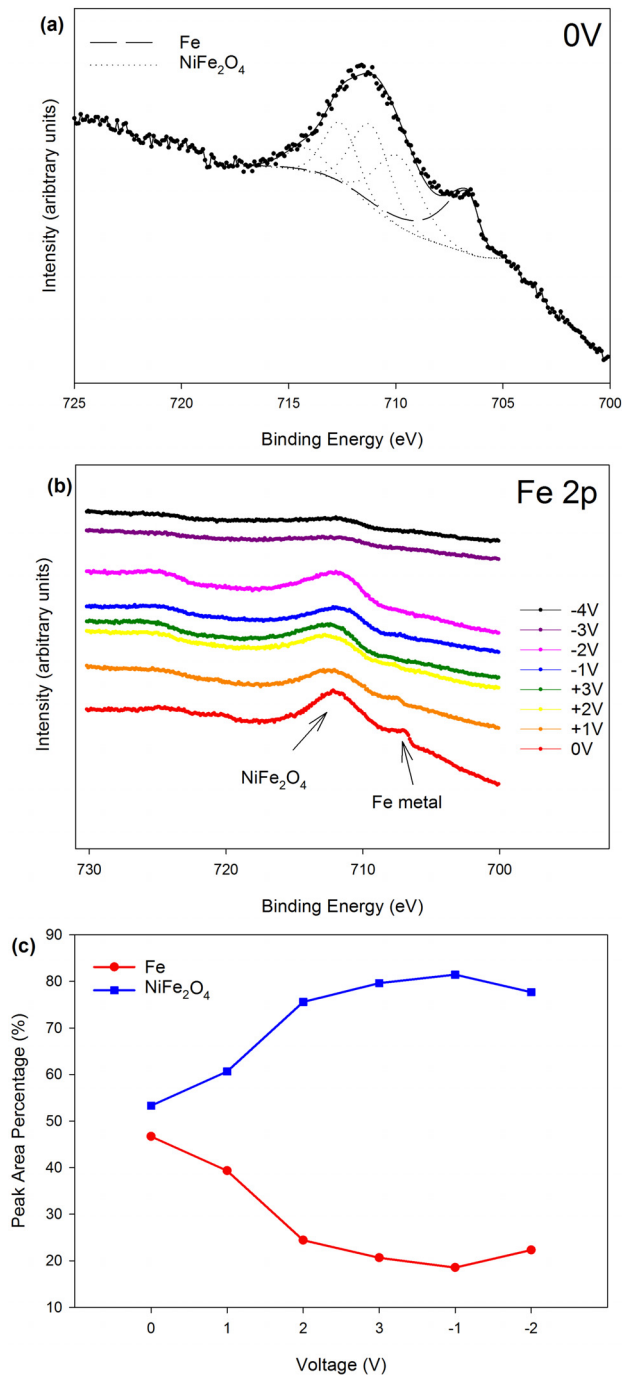 (a)
0V
Fe
NiFe₂O₄
Intensity (aribtrary units)
725 720 715 710 705 700
Binding Energy (eV)
(b)
Fe 2p
Intensity (arbitrary units)
-4V
-3V
-2V
-1V
+3V
+2V
+1V
0V
NiFe₂O₄
Fe metal
730 720 710 700
Binding Energy (eV)
(c)
90
80
70
60
50
40
30
20
10
Fe
NiFe₂O₄
Peak Area Percentage (%)
0 1 2 3 -1 -2
Voltage (V)